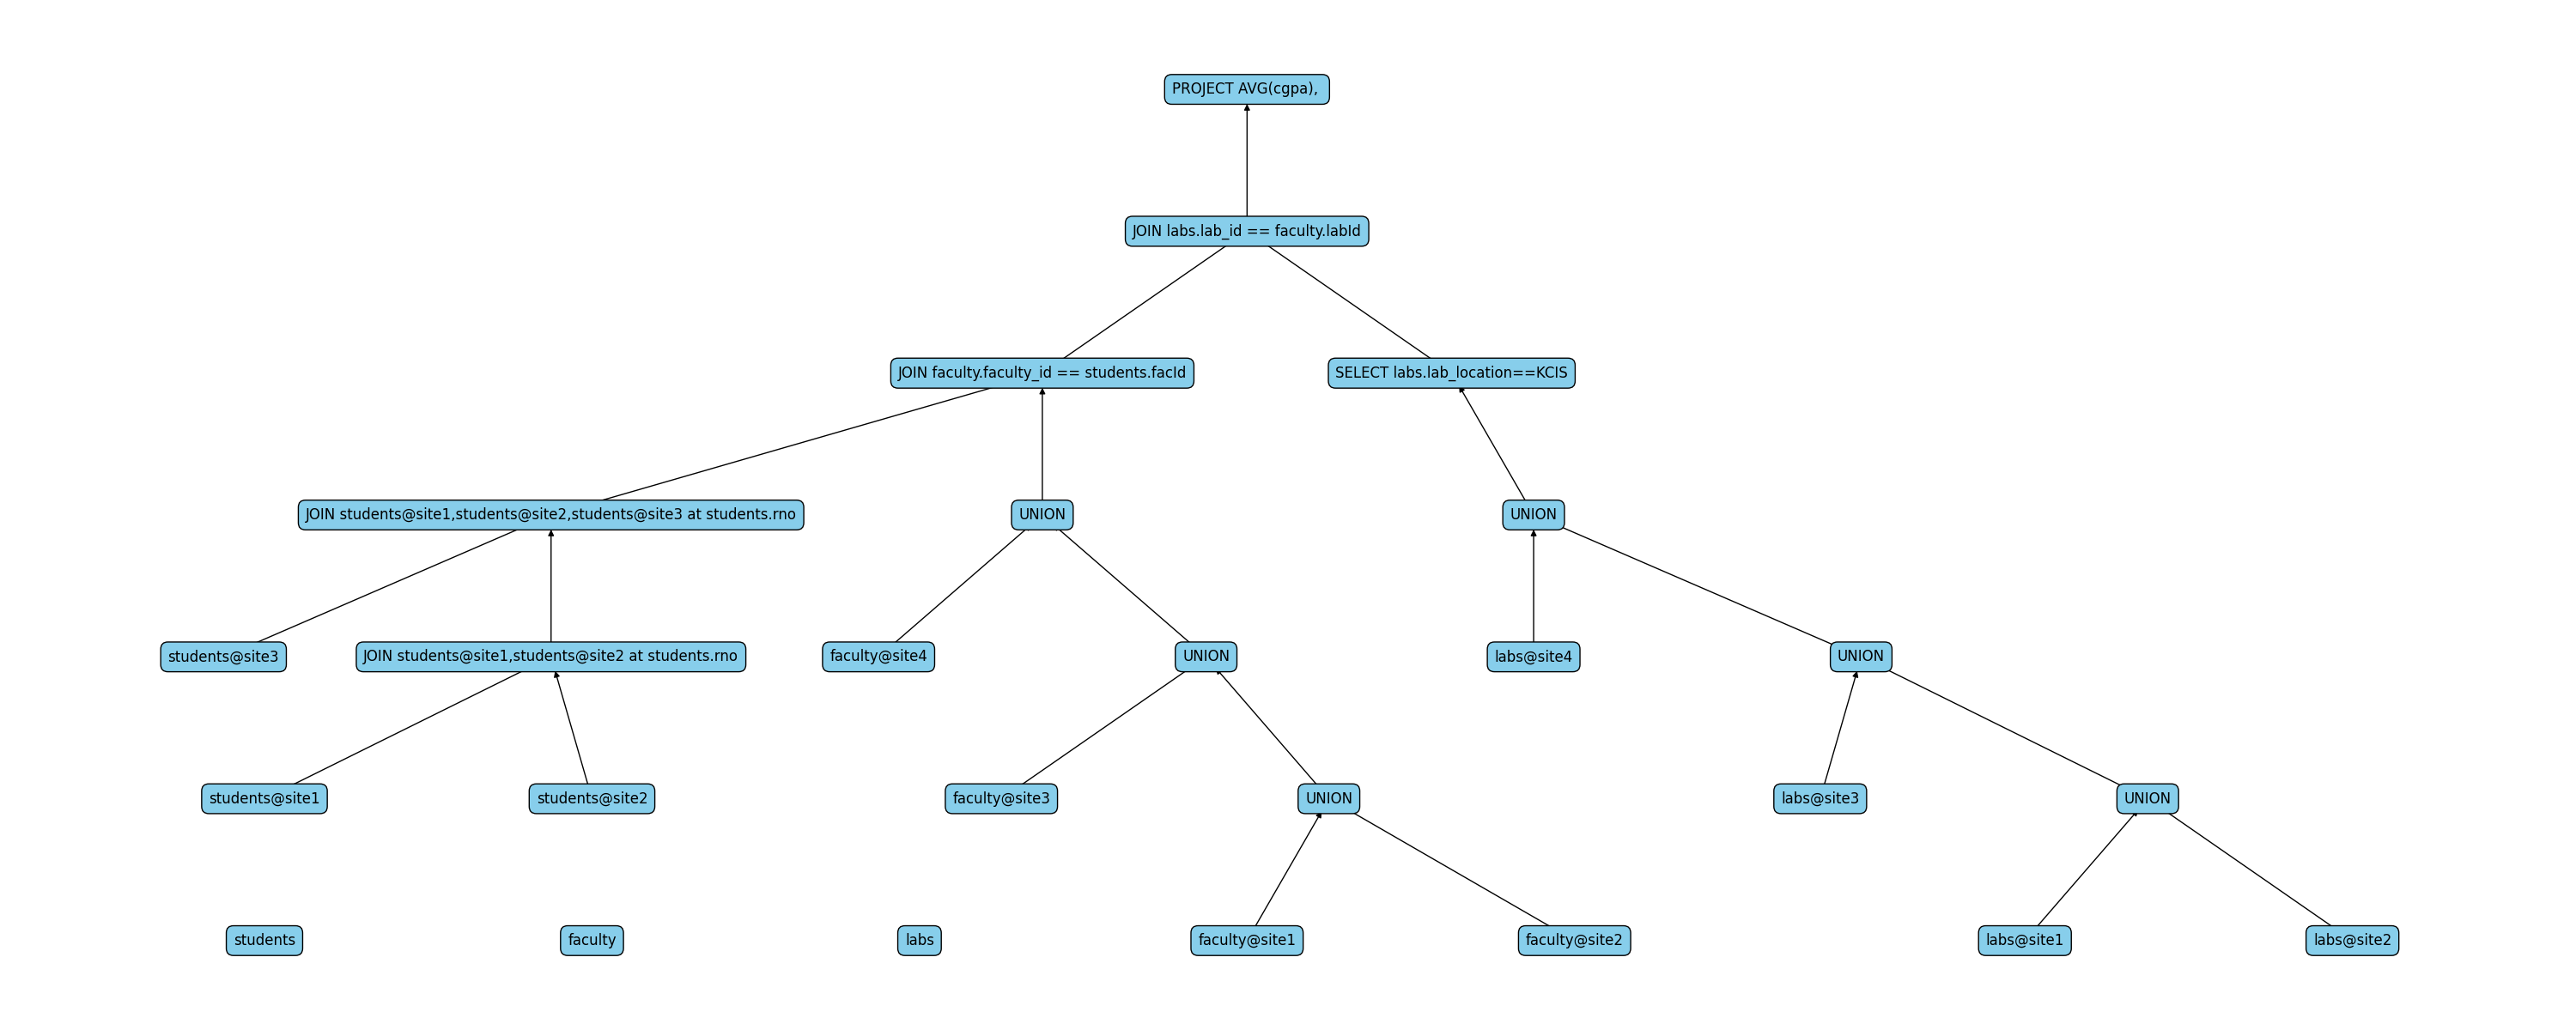 PROJECT AVG(cgpa),
JOIN labs.lab_id == faculty.labId
JOIN faculty.faculty_id == students.facId
SELECT labs.lab_location==KCIS
JOIN students@site1,students@site2,students@site3 at students.rno
UNION
UNION
students@site3
JOIN students@site1,students@site2 at students.rno
faculty@site4
UNION
labs@site4
UNION
students@site1
students@site2
faculty@site3
UNION
labs@site3
UNION
students
faculty
labs
faculty@site1
faculty@site2
labs@site1
labs@site2